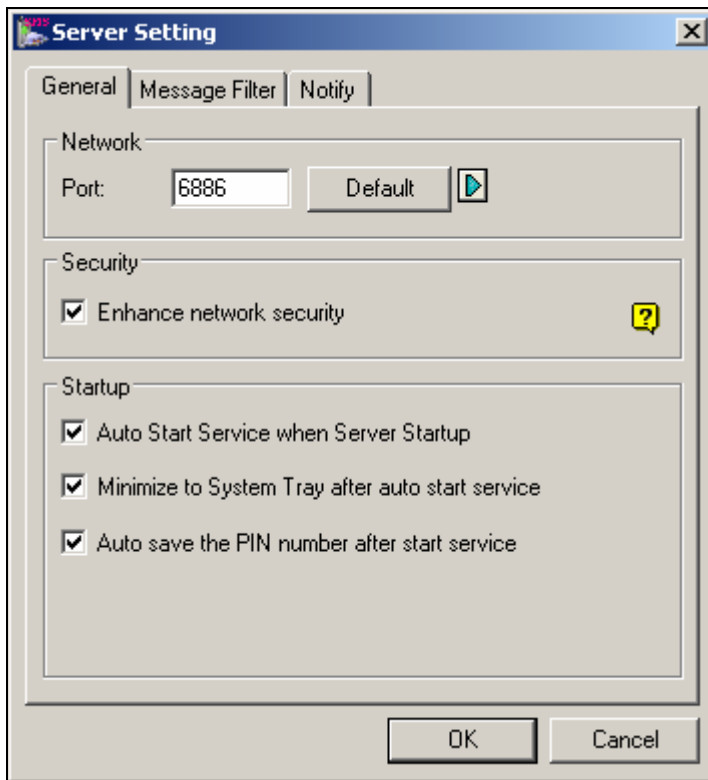 sms
Server Setting
General Message Filter Notify
Network
Port: 6886 Default
Security
Enhance network security
?
Startup
Auto Start Service when Server Startup
Minimize to System Tray after auto start service
Auto save the PIN number after start service
OK Cancel